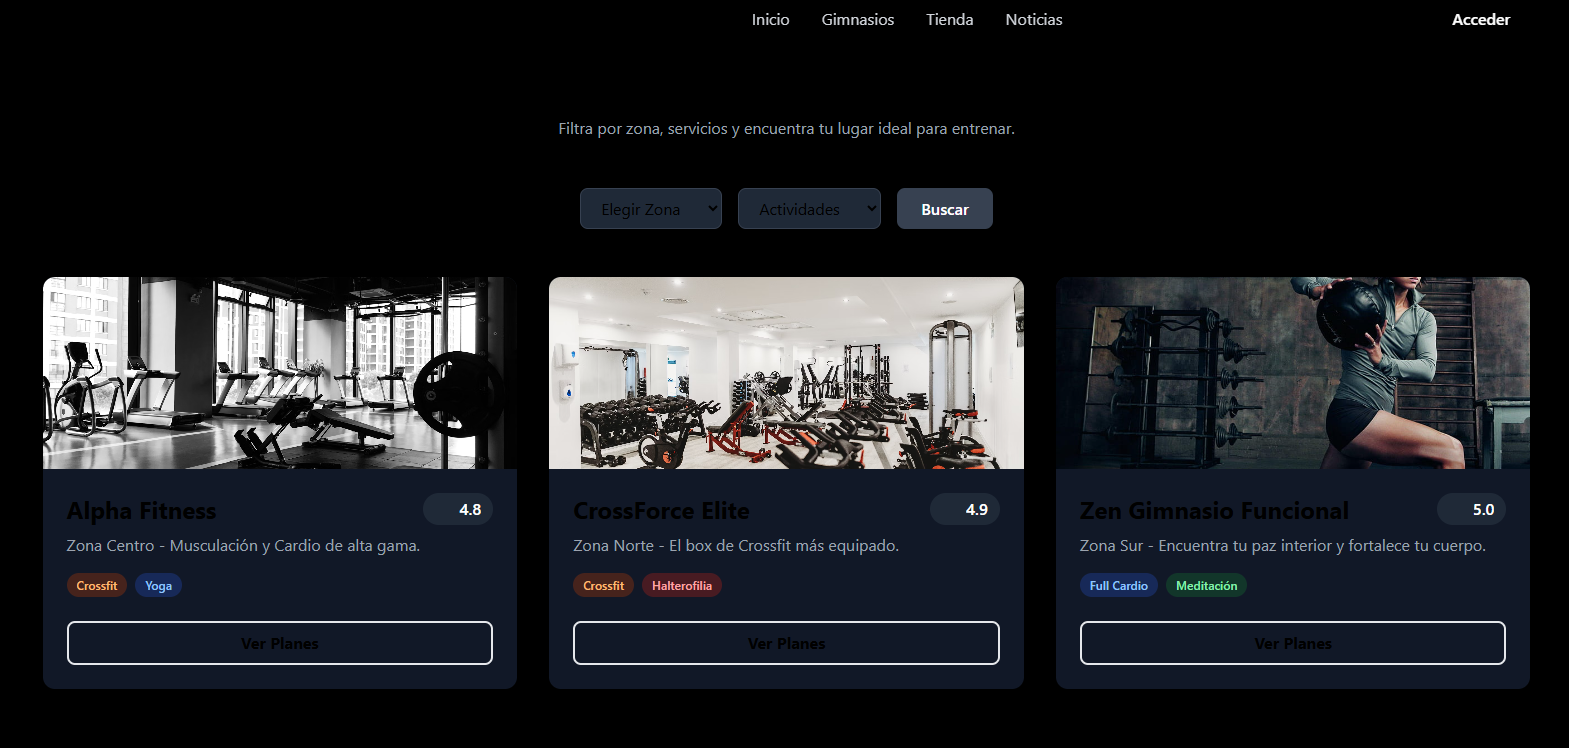 Inicio Gimnasios Tienda Noticias Acceder
Filtra por zona, servicios y encuentra tu lugar ideal para entrenar.
Elegir Zona Actividades Buscar
Alpha Fitness 4.8
Zona Centro - Musculación y Cardio de alta gama.
Crossfit Yoga
Ver Planes
CrossForce Elite 4.9
Zona Norte - El box de Crossfit más equipado.
Crossfit Halterofilia
Ver Planes
Zen Gimnasio Funcional 5.0
Zona Sur - Encuentra tu paz interior y fortalece tu cuerpo.
Full Cardio Meditación
Ver Planes